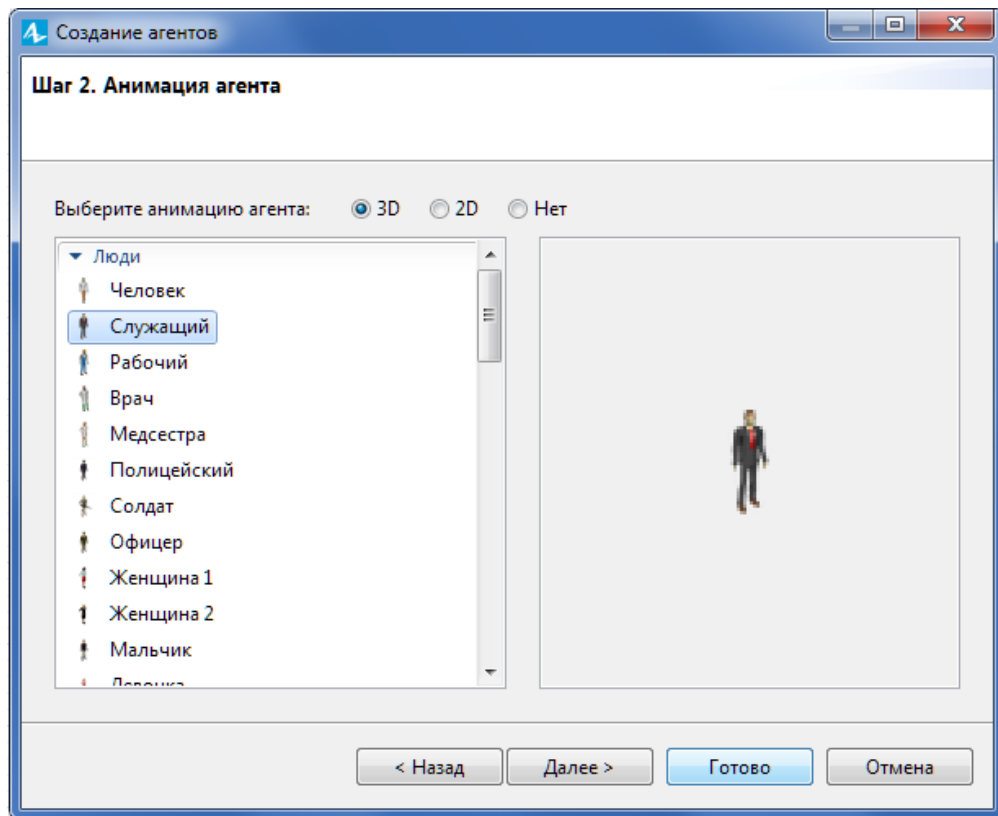 Создание агентов
Шаг 2. Анимация агента
Выберите анимацию агента: 3D 2D Нет
Люди
Человек
Служащий
Рабочий
Врач
Медсестра
Полицейский
Солдат
Офицер
Женщина 1
Женщина 2
Мальчик
Девочка
< Назад Далее > Готово Отмена